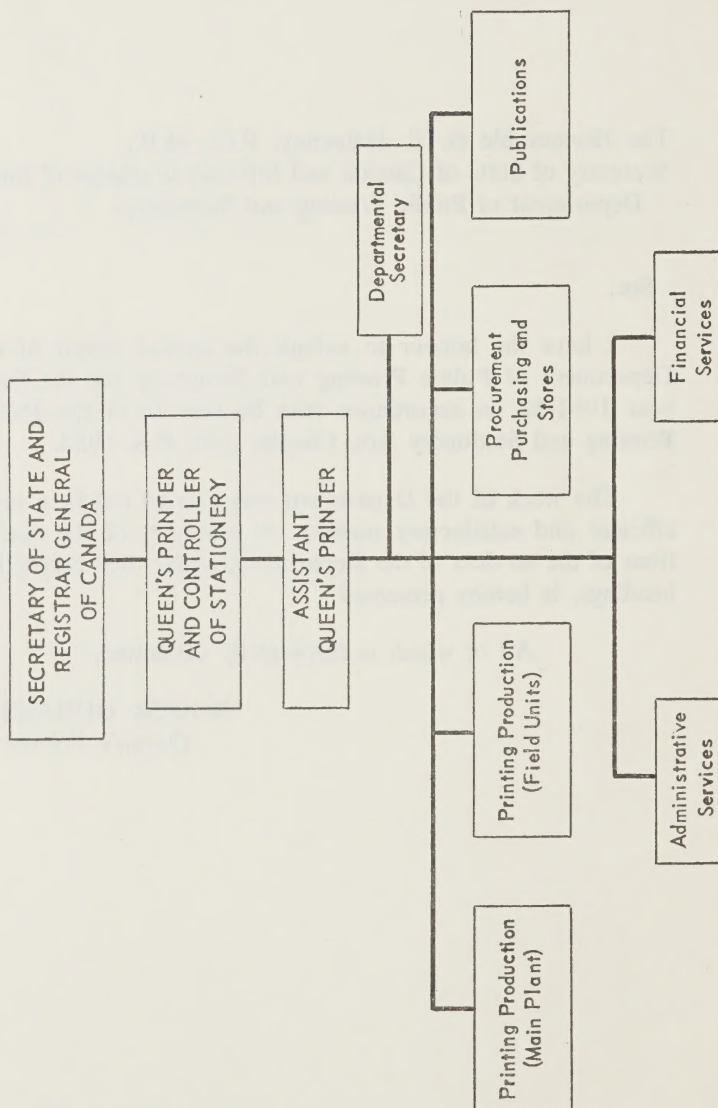 SECRETARY OF STATE AND
REGISTRAR GENERAL
OF CANADA
QUEEN'S PRINER
AND CONTROLLER
OF STATIONERY
ASSISTANT
QUEEN'S PRINTER
Departmental
Secretary
Printing Production
(Main Plant)
Printing Production
(Field Units)
Procurement
Purchasing and
Stores
Publications
Administrative
Services
Financial
Services